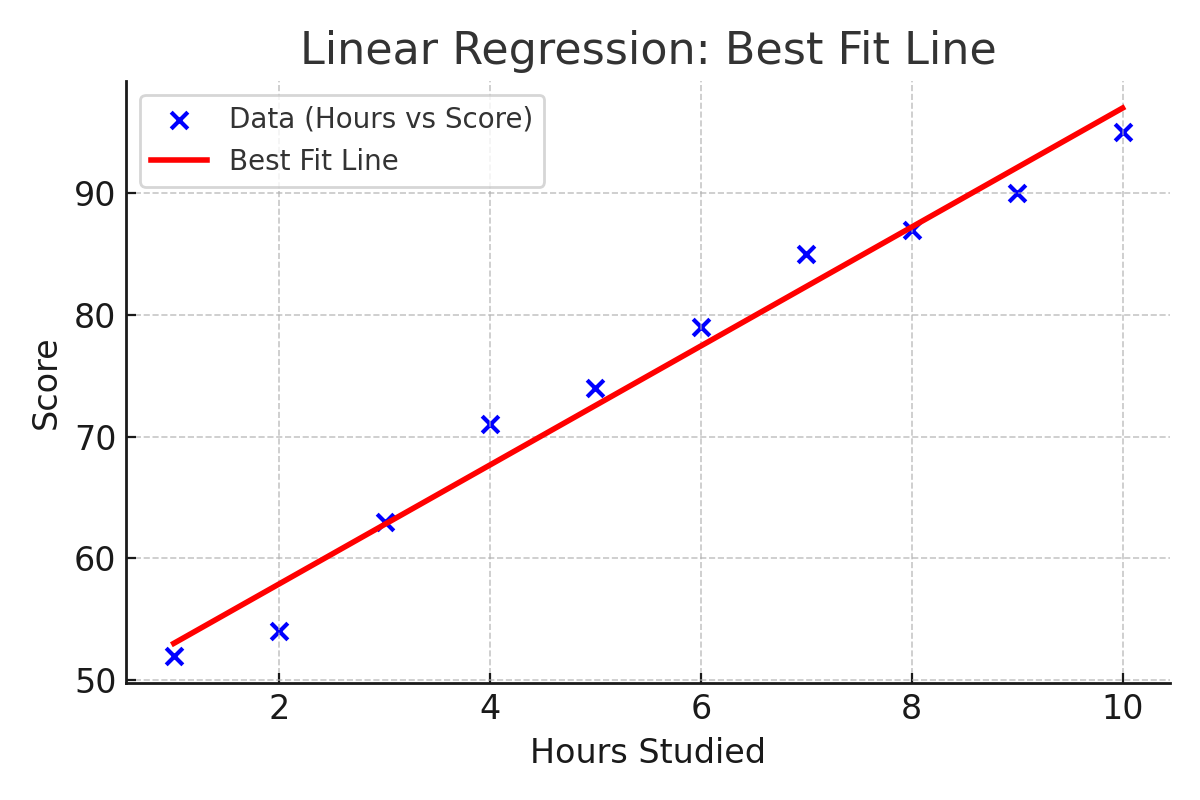 Linear Regression: Best Fit Line
Data (Hours vs Score)
Best Fit Line
90
80
70
60
50
Score
2 4 6 8 10
Hours Studied